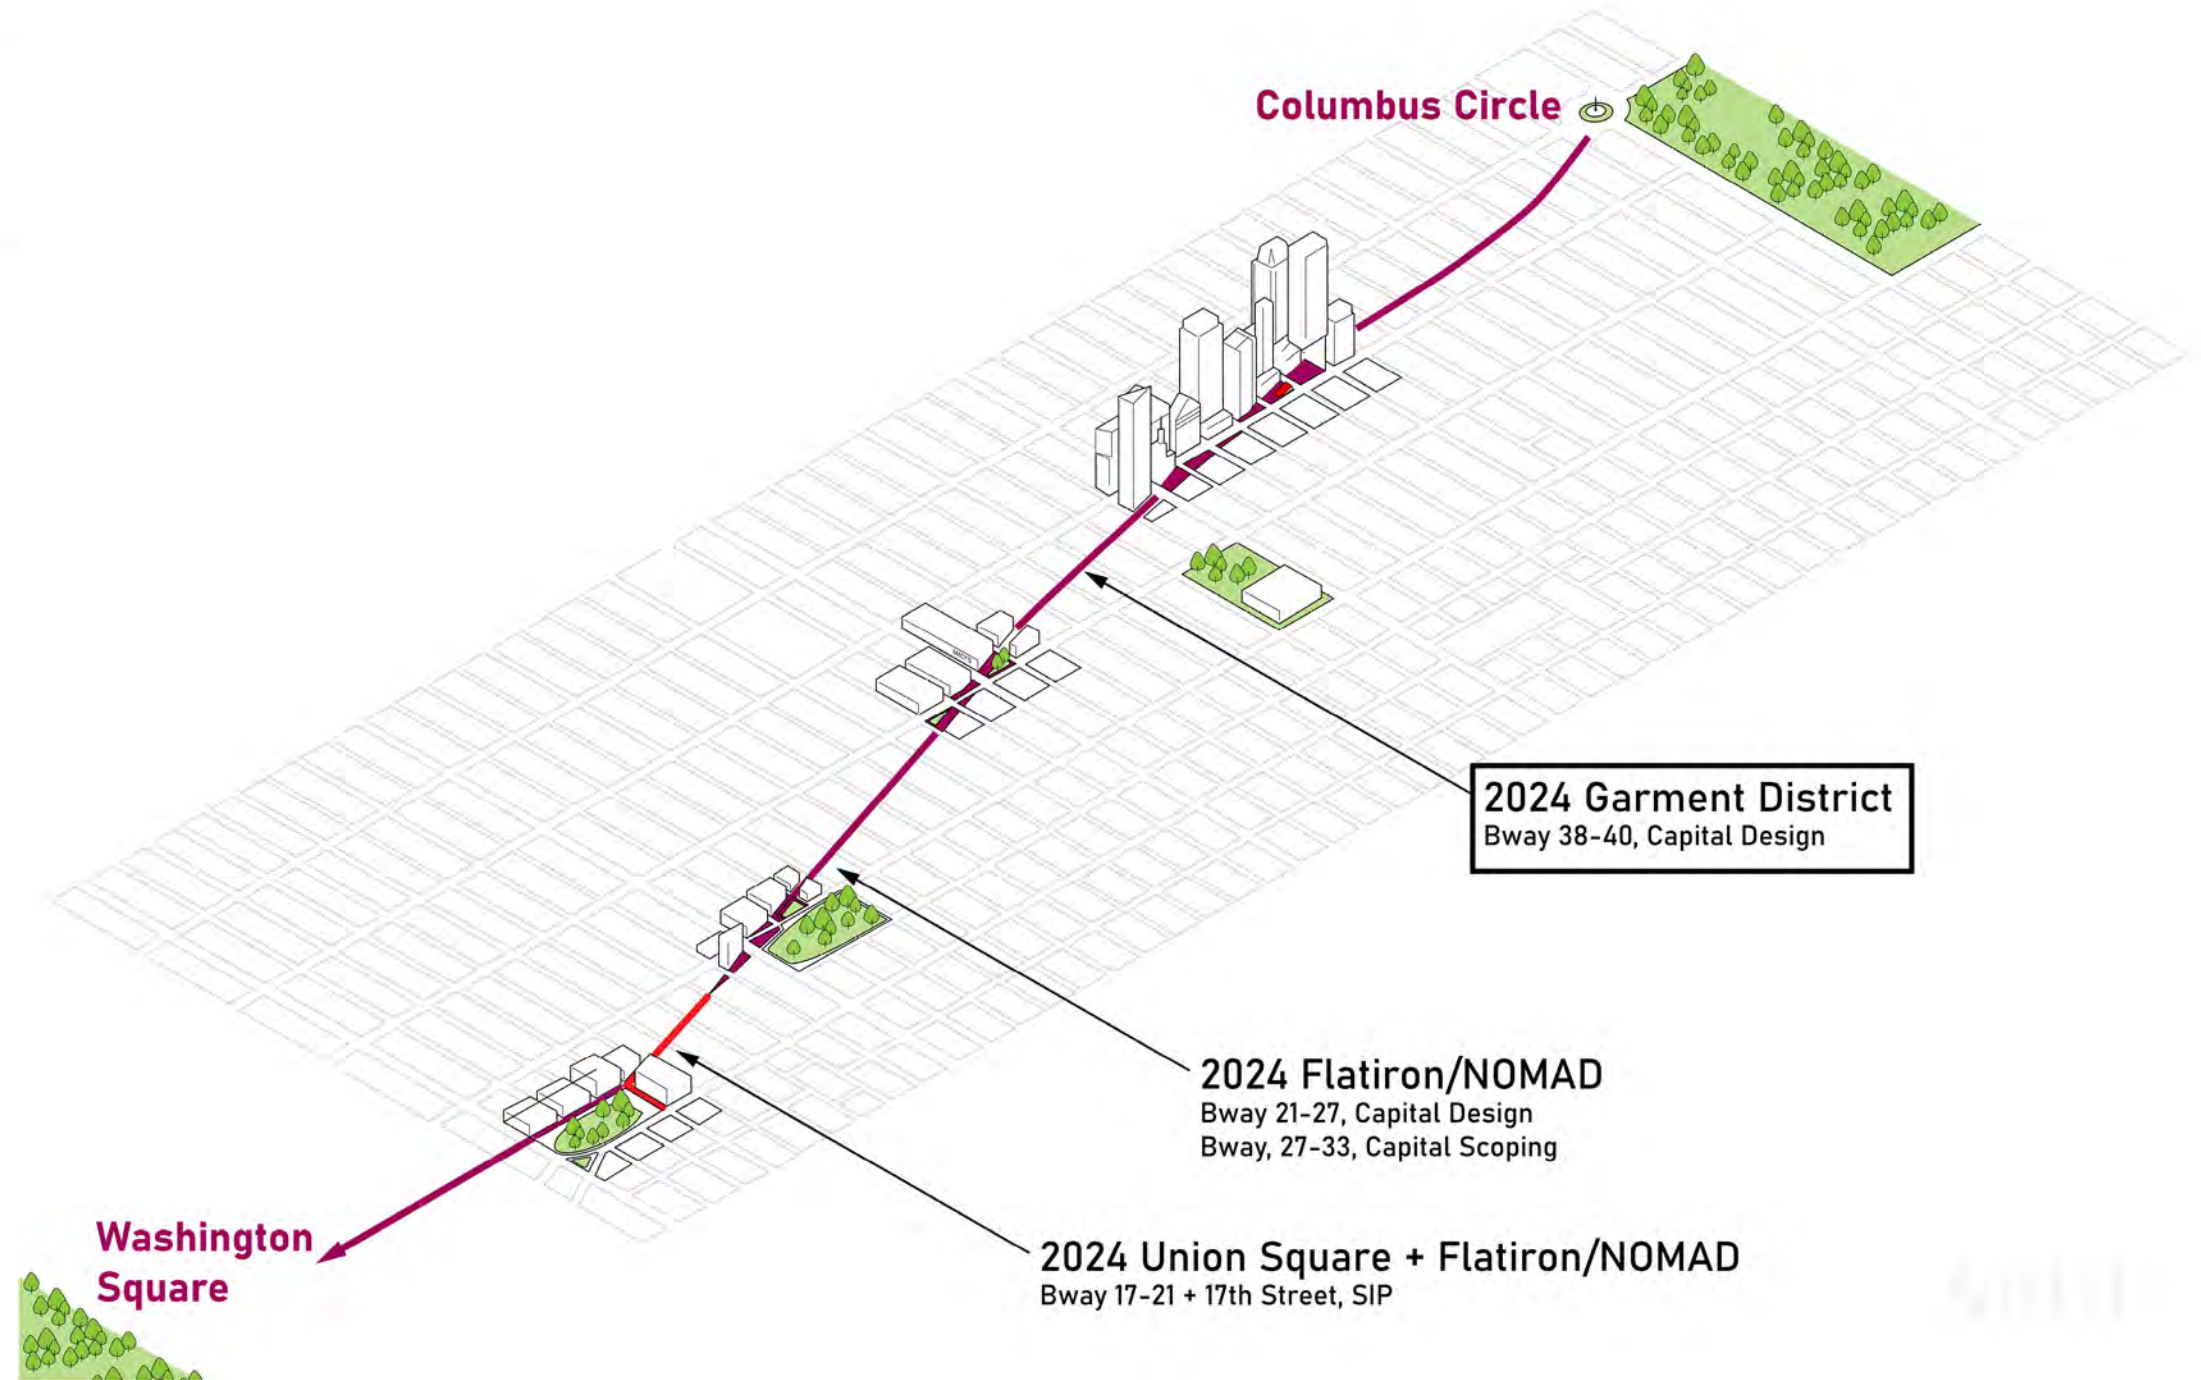 Columbus Circle
MACY'S
2024 Garment District
Bway 38-40, Capital Design
2024 Flatiron/NOMAD
Bway 21-27, Capital Design
Bway, 27-33, Capital Scoping
2024 Union Square + Flatiron/NOMAD
Bway 17-21 + 17th Street, SIP
Washington
Square